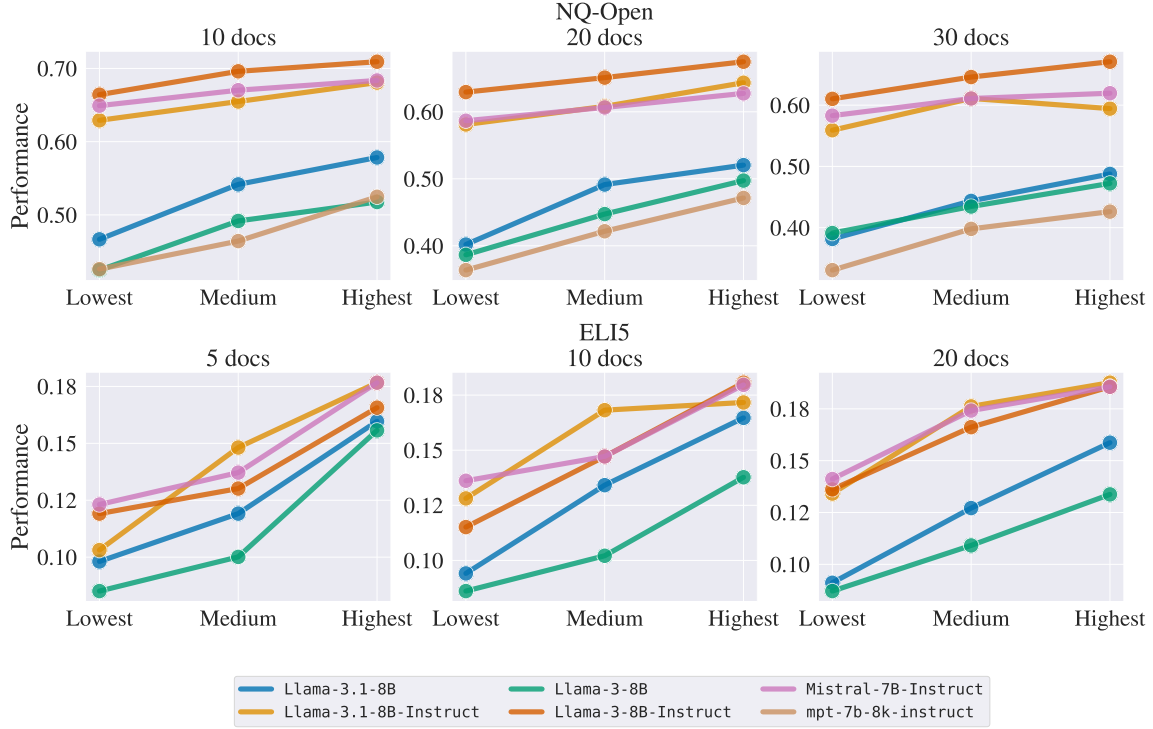 NQ-Open
10 docs
20 docs
30 docs
Performance
0.70
0.60
0.50
0.60
0.50
0.40
0.60
0.50
0.40
Lowest Medium Highest
Lowest Medium Highest
Lowest Medium Highest
ELI5
5 docs
10 docs
20 docs
Performance
0.18
0.15
0.12
0.10
0.18
0.15
0.12
0.10
0.18
0.15
0.12
0.10
Lowest Medium Highest
Lowest Medium Highest
Lowest Medium Highest
Llama-3.1-8B
Llama-3-8B
Mistral-7B-Instruct
Llama-3.1-8B-Instruct
Llama-3-8B-Instruct
mpt-7b-8k-instruct